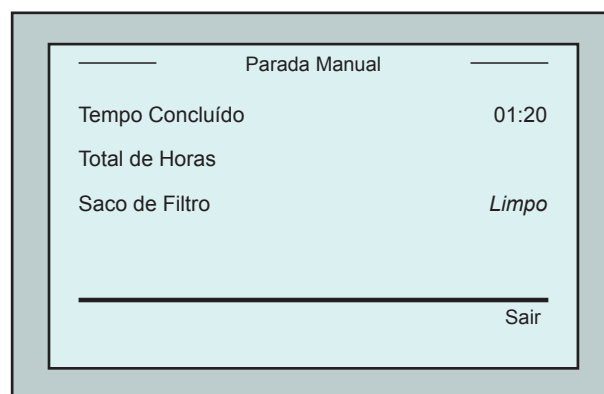 Parada Manual
Tempo Concluído 01:20
Total de Horas
Saco de Filtro Limpo
Sair